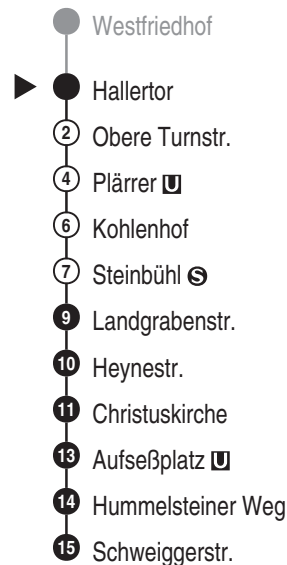 Westfriedhof
Hallertor
2 Obere Turnstr.
4 Plärrer U
6 Kohlenhof
7 Steinbühl S
9 Landgrabenstr.
10 Heynestr.
11 Christuskirche
13 Aufseßplatz U
14 Hummelsteiner Weg
15 Schweiggerstr.